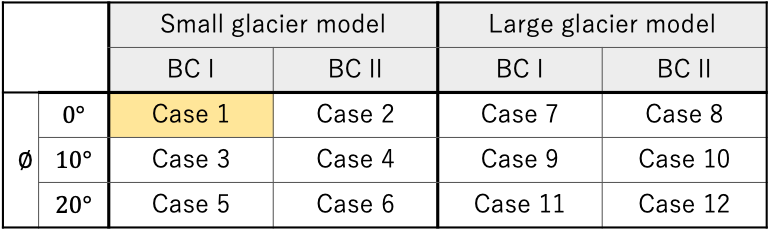 Small glacier model Large glacier model
BC I BC II BC I BC II
0° Case 1 Case 2 Case 7 Case 8
ø 10° Case 3 Case 4 Case 9 Case 10
20° Case 5 Case 6 Case 11 Case 12